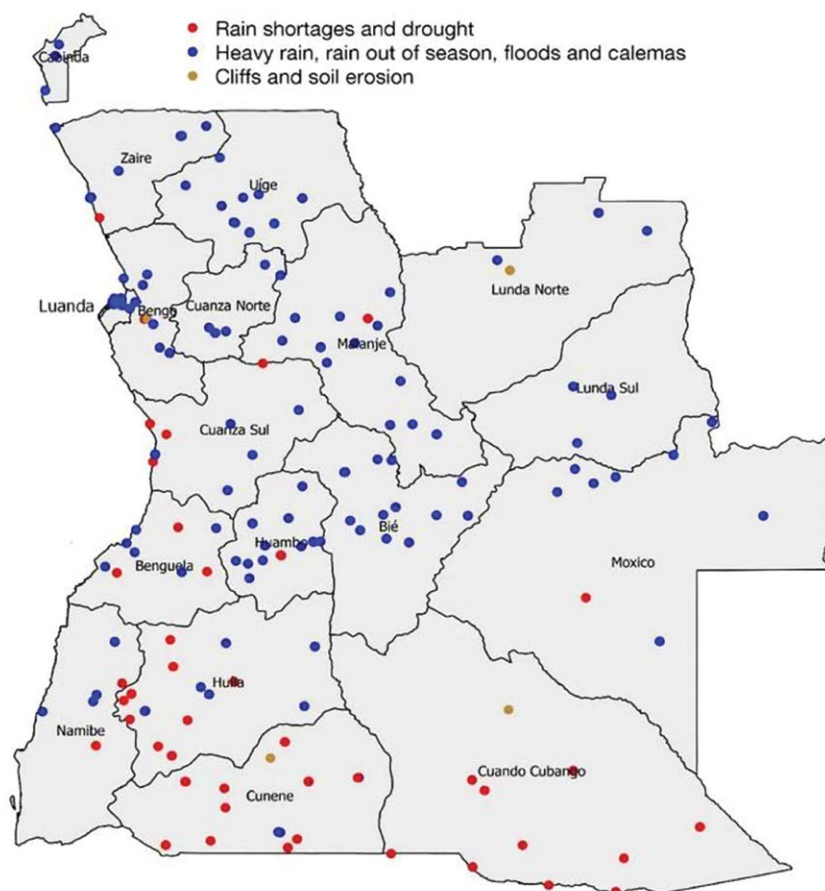 Rain shortages and drought
Heavy rain, rain out of season, floods and calemas
Cliffs and soil erosion
Cabinda
Zaire
Uíge
Luanda
Bengo
Cuanza Norte
Lunda Norte
Malanje
Lunda Sul
Cuanza Sul
Bié
Huambo
Benguela
Moxico
Huíla
Namibe
Cuando Cubango
Cunene